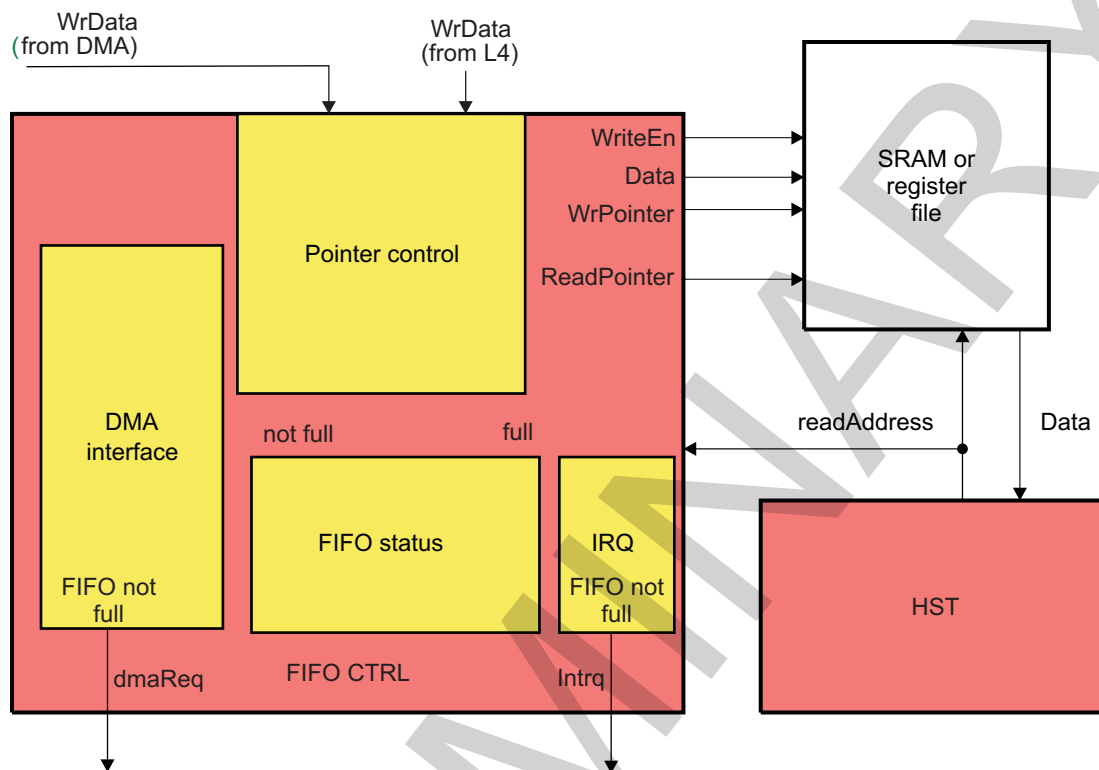 WrData
(from DMA)
WrData
(from L4)
WriteEn
Data
WrPointer
ReadPointer
SRAM or
register
file
Pointer control
DMA
interface
not full
full
readAddress
Data
FIFO status
IRQ
FIFO not
full
FIFO not
full
HST
dmaReq
FIFO CTRL
Intrq
MINARY